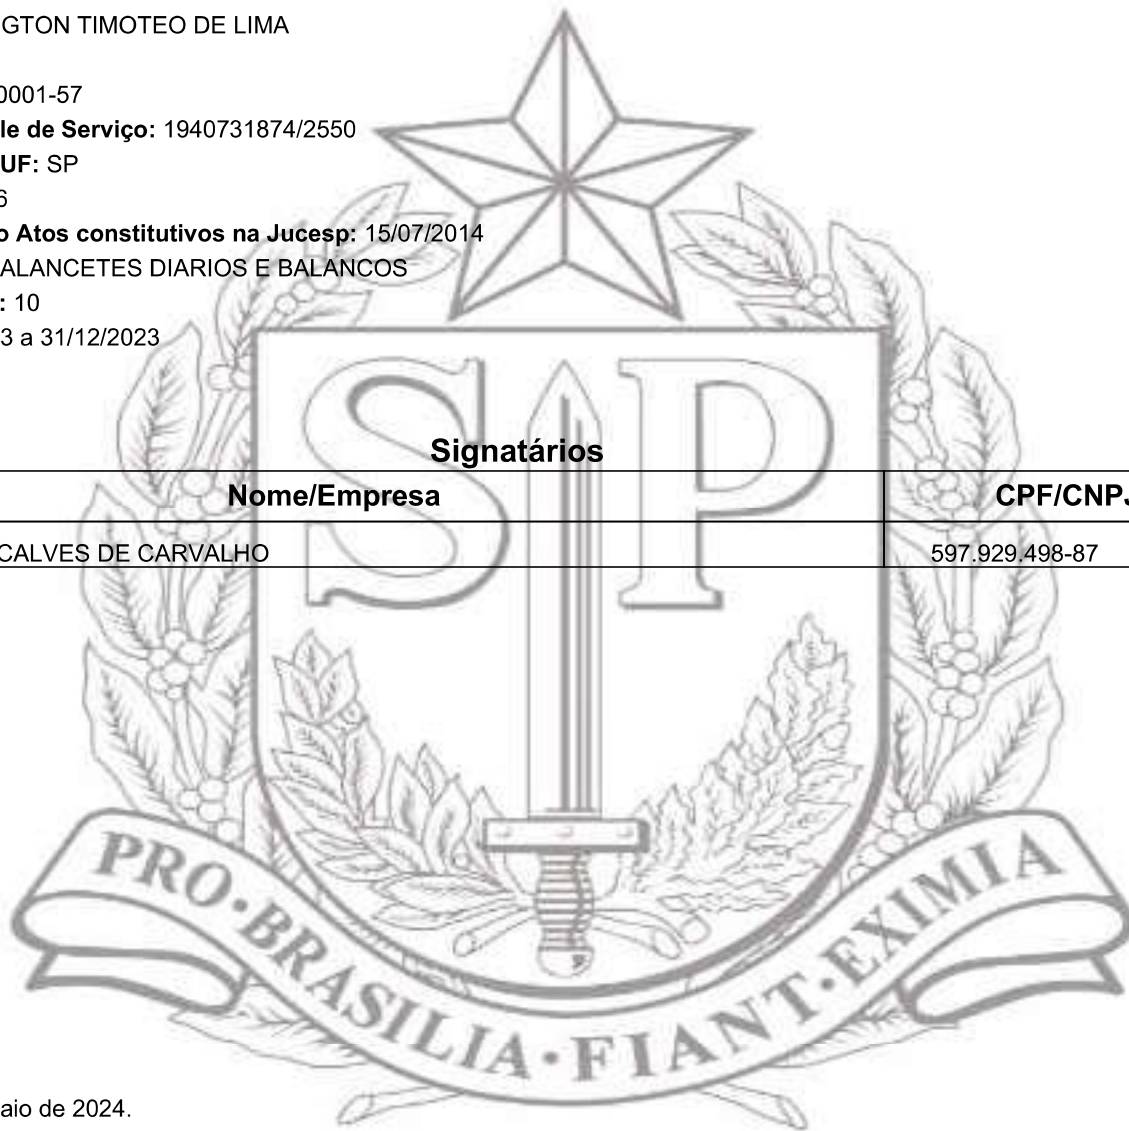 GTON TIMOTEO DE LIMA
0001-57
le de Serviço: 1940731874/2550
UF: SP
6
o Atos constitutivos na Jucesp: 15/07/2014
ALANCETES DIARIOS E BALANCOS
: 10
3 a 31/12/2023
SP
Signatários
Nome/Empresa CPF/CNPJ
CALVES DE CARVALHO 597.929.498-87
PRO·BRASILIA·FIANT·EXIMIA
aio de 2024.